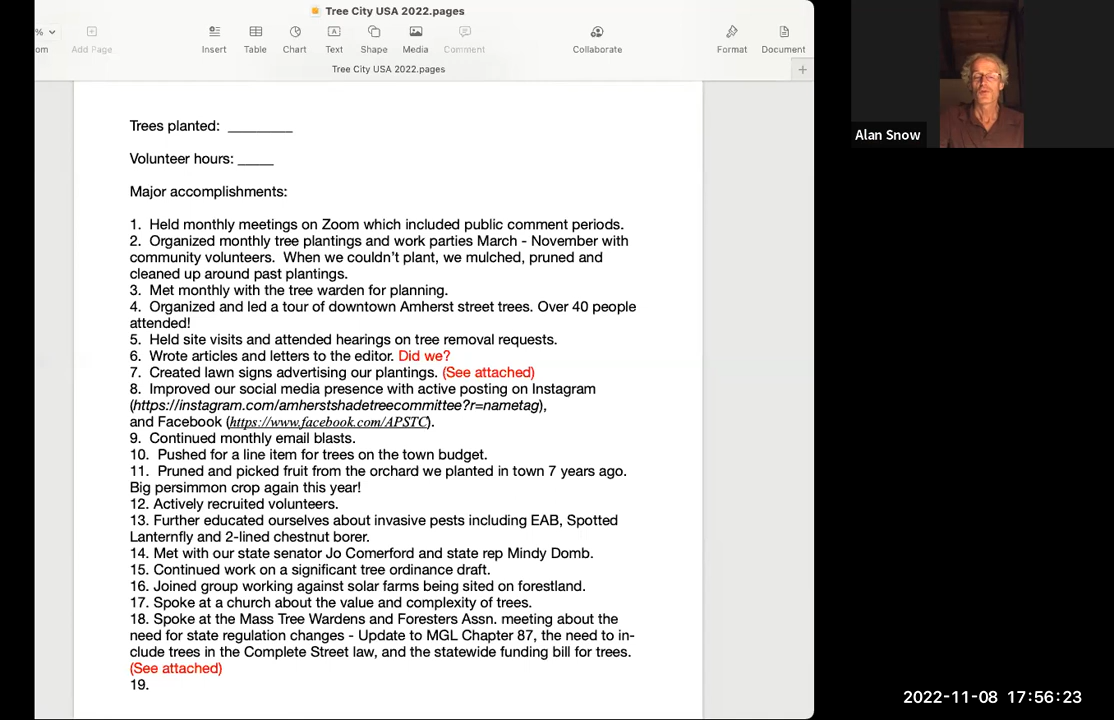 Tree City USA 2022.pages
%
om
Add Page
Insert
Table
Chart
Text
Shape
Media
Comment
Collaborate
Format
Document
Tree City USA 2022.pages
+
Trees planted: _________
Volunteer hours: _____
Major accomplishments:
1. Held monthly meetings on Zoom which included public comment periods.
2. Organized monthly tree plantings and work parties March - November with
community volunteers. When we couldn't plant, we mulched, pruned and
cleaned up around past plantings.
3. Met monthly with the tree warden for planning.
4. Organized and led a tour of downtown Amherst street trees. Over 40 people
attended!
5. Held site visits and attended hearings on tree removal requests.
6. Wrote articles and letters to the editor. Did we?
7. Created lawn signs advertising our plantings. (See attached)
8. Improved our social media presence with active posting on Instagram
(https://instagram.com/amherstshadetreecommittee?r=nametag),
and Facebook (https://www.facebook.com/APSTC).
9. Continued monthly email blasts.
10. Pushed for a line item for trees on the town budget.
11. Pruned and picked fruit from the orchard we planted in town 7 years ago.
Big persimmon crop again this year!
12. Actively recruited volunteers.
13. Further educated ourselves about invasive pests including EAB, Spotted
Lanternfly and 2-lined chestnut borer.
14. Met with our state senator Jo Comerford and state rep Mindy Domb.
15. Continued work on a significant tree ordinance draft.
16. Joined group working against solar farms being sited on forestland.
17. Spoke at a church about the value and complexity of trees.
18. Spoke at the Mass Tree Wardens and Foresters Assn. meeting about the
need for state regulation changes - Update to MGL Chapter 87, the need to in-
clude trees in the Complete Street law, and the statewide funding bill for trees.
(See attached)
19.
Alan Snow
2022-11-08 17:56:23